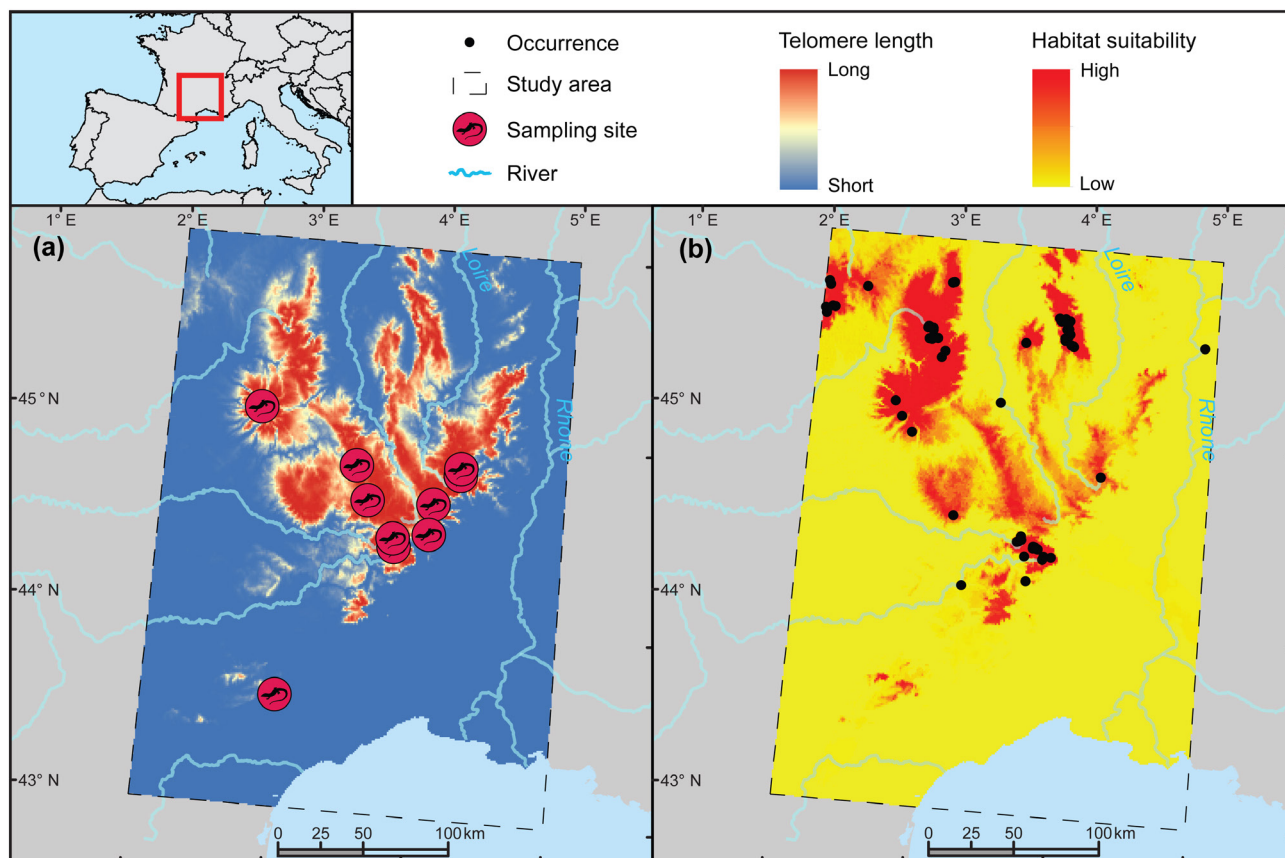 Occurrence
Study area
Sampling site
River
Telomere length
Long
Short
Habitat suitability
High
Low
1° E 2° E 3° E 4° E 5° E
1° E 2° E 3° E 4° E 5° E
(a)
Loire
Rhone
45° N
44° N
43° N
0 25 50 100 km
(b)
Loire
Rhone
45° N
44° N
43° N
0 25 50 100 km